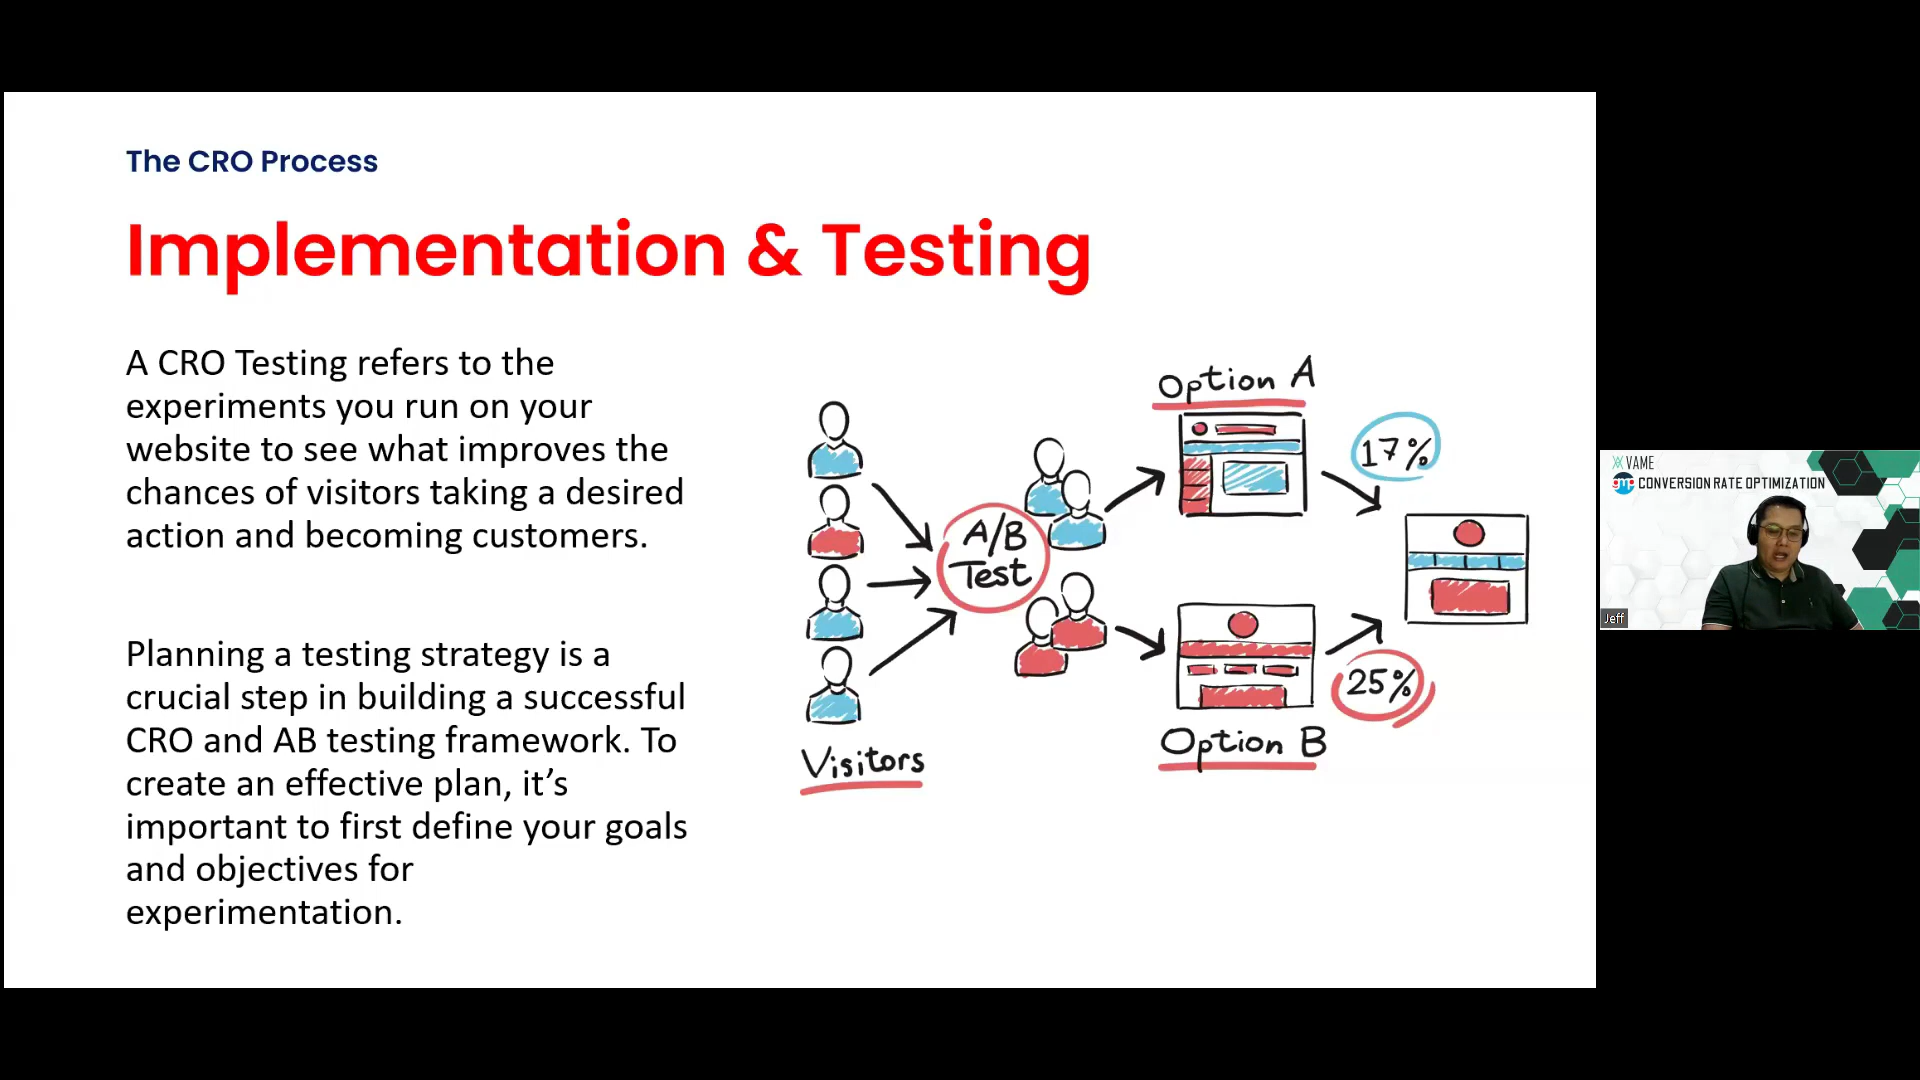 The CRO Process
Implementation & Testing
A CRO Testing refers to the
experiments you run on your
website to see what improves the
chances of visitors taking a desired
action and becoming customers.
Planning a testing strategy is a
crucial step in building a successful
CRO and AB testing framework. To
create an effective plan, it’s
important to first define your goals
and objectives for
experimentation.
Visitors
A/B
Test
Option A
17%
25%
Option B
VAME
gmp CONVERSION RATE OPTIMIZATION
Jeff